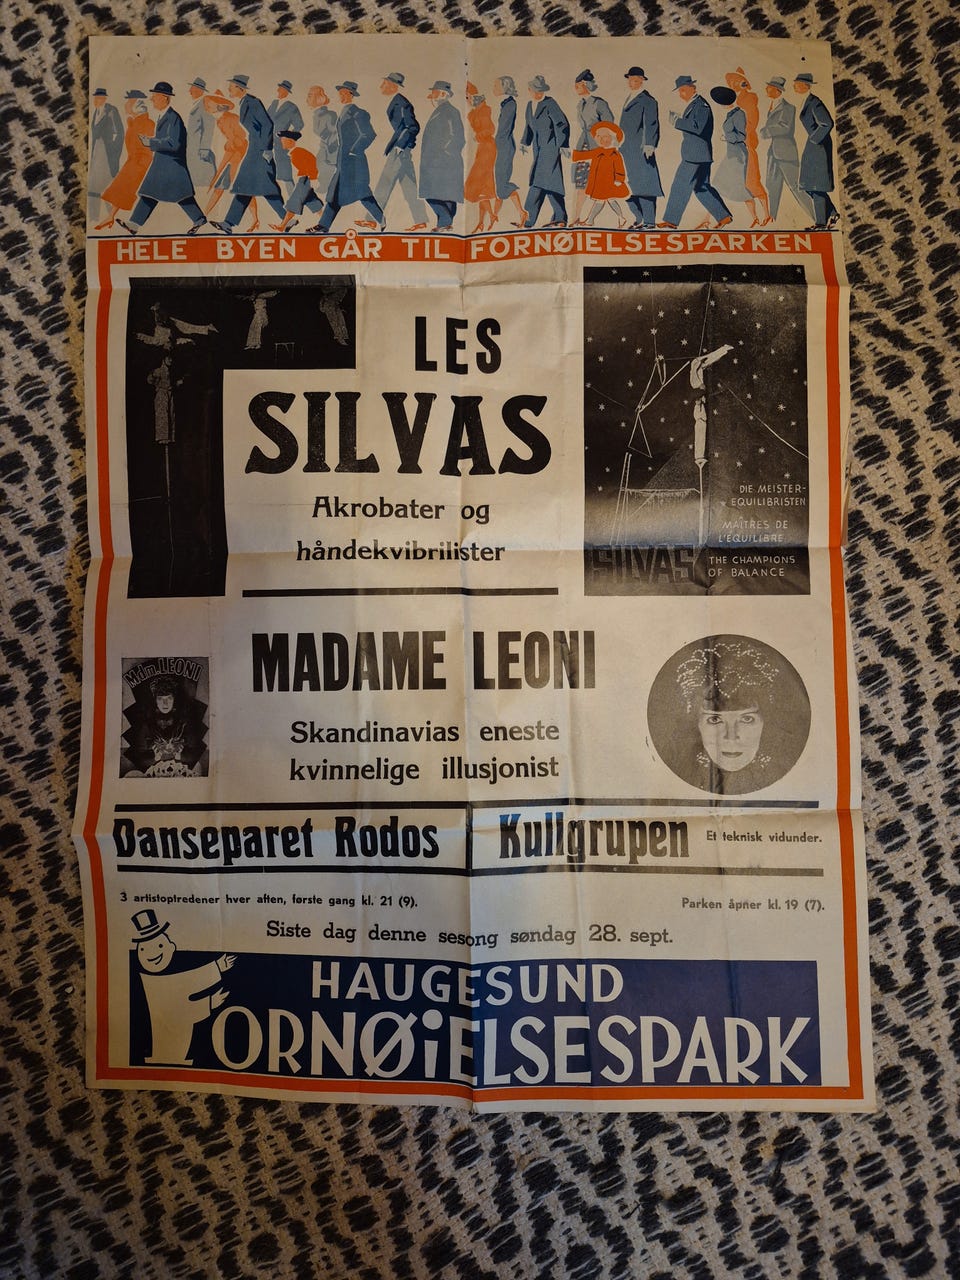 HELE BYEN GÅR TIL FORNØIELSESPARKEN
LES
SILVAS
Akrobater og
håndekvibrilister
DIE MEISTER-
EQUILIBRISTEN
MAÎTRES DE
L'ÉQUILIBRE
THE CHAMPIONS
OF BALANCE
SILVAS
MADAME LEONI
Skandinavias eneste
kvinnelige illusjonist
Mdm. LEONI
Danseparet Rodos
Kullgrupen Et teknisk vidunder.
3 artistoptredener hver aften, første gang kl. 21 (9).
Parken åpner kl. 19 (7).
Siste dag denne sesong søndag 28. sept.
HAUGESUND
FORNØiELSESPARK